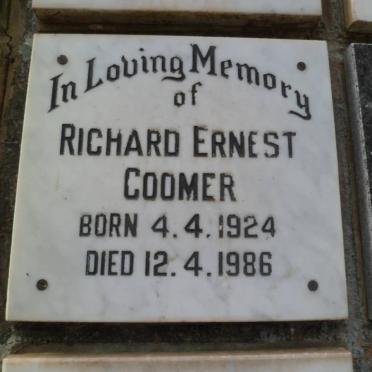 In Loving Memory
of
RICHARD ERNEST
COOMER
BORN 4.4.1924
DIED 12.4.1986